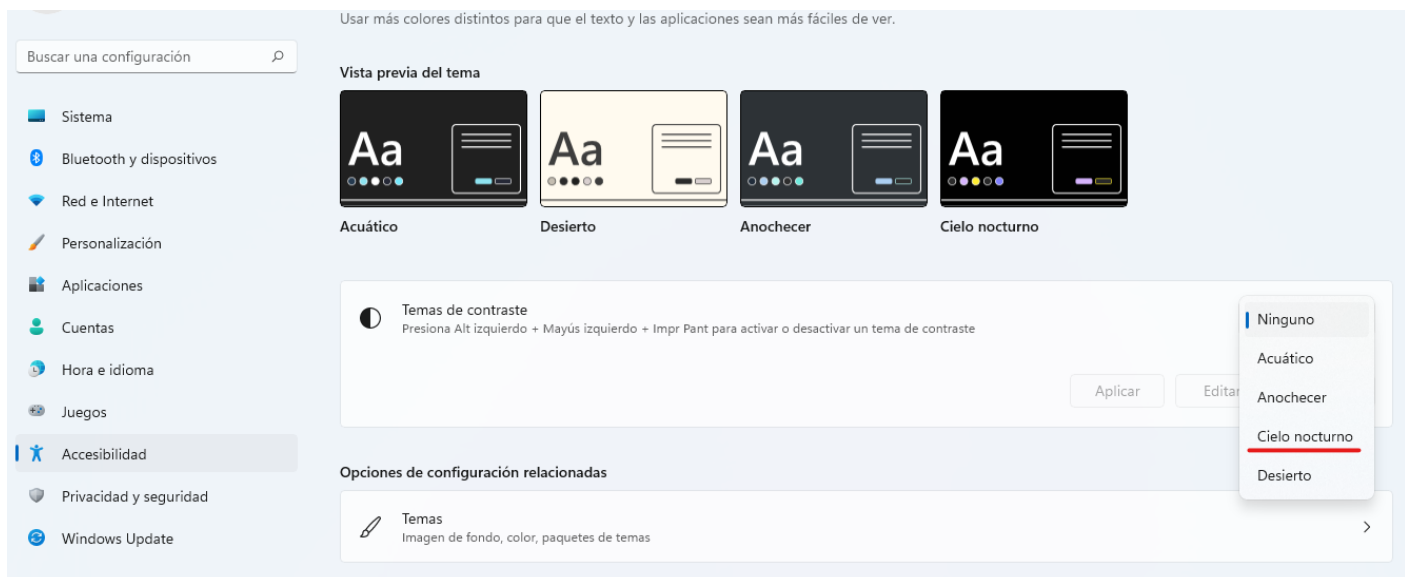 Usar más colores distintos para que el texto y las aplicaciones sean más fáciles de ver.
Buscar una configuración
Sistema
Bluetooth y dispositivos
Red e Internet
Personalización
Aplicaciones
Cuentas
Hora e idioma
Juegos
Accesibilidad
Privacidad y seguridad
Windows Update
Vista previa del tema
Aa
Aa
Aa
Aa
Acuático
Desierto
Anochecer
Cielo nocturno
Temas de contraste
Presiona Alt izquierdo + Mayús izquierdo + Impr Pant para activar o desactivar un tema de contraste
Aplicar
Editar
Ninguno
Acuático
Anochecer
Cielo nocturno
Desierto
Opciones de configuración relacionadas
Temas
Imagen de fondo, color, paquetes de temas